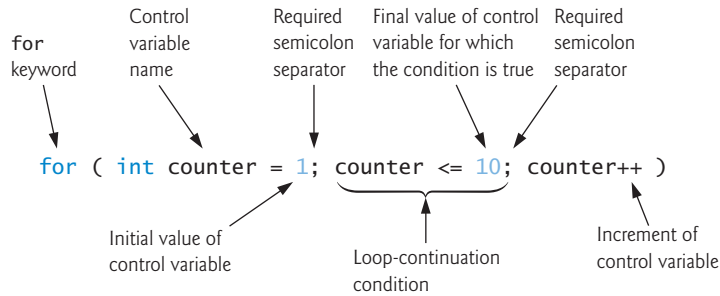 for
keyword
Control
variable
name
Required
semicolon
separator
Final value of control
variable for which
the condition is true
Required
semicolon
separator
for ( int counter = 1; counter <= 10; counter++ )
Initial value of
control variable
Loop-continuation
condition
Increment of
control variable